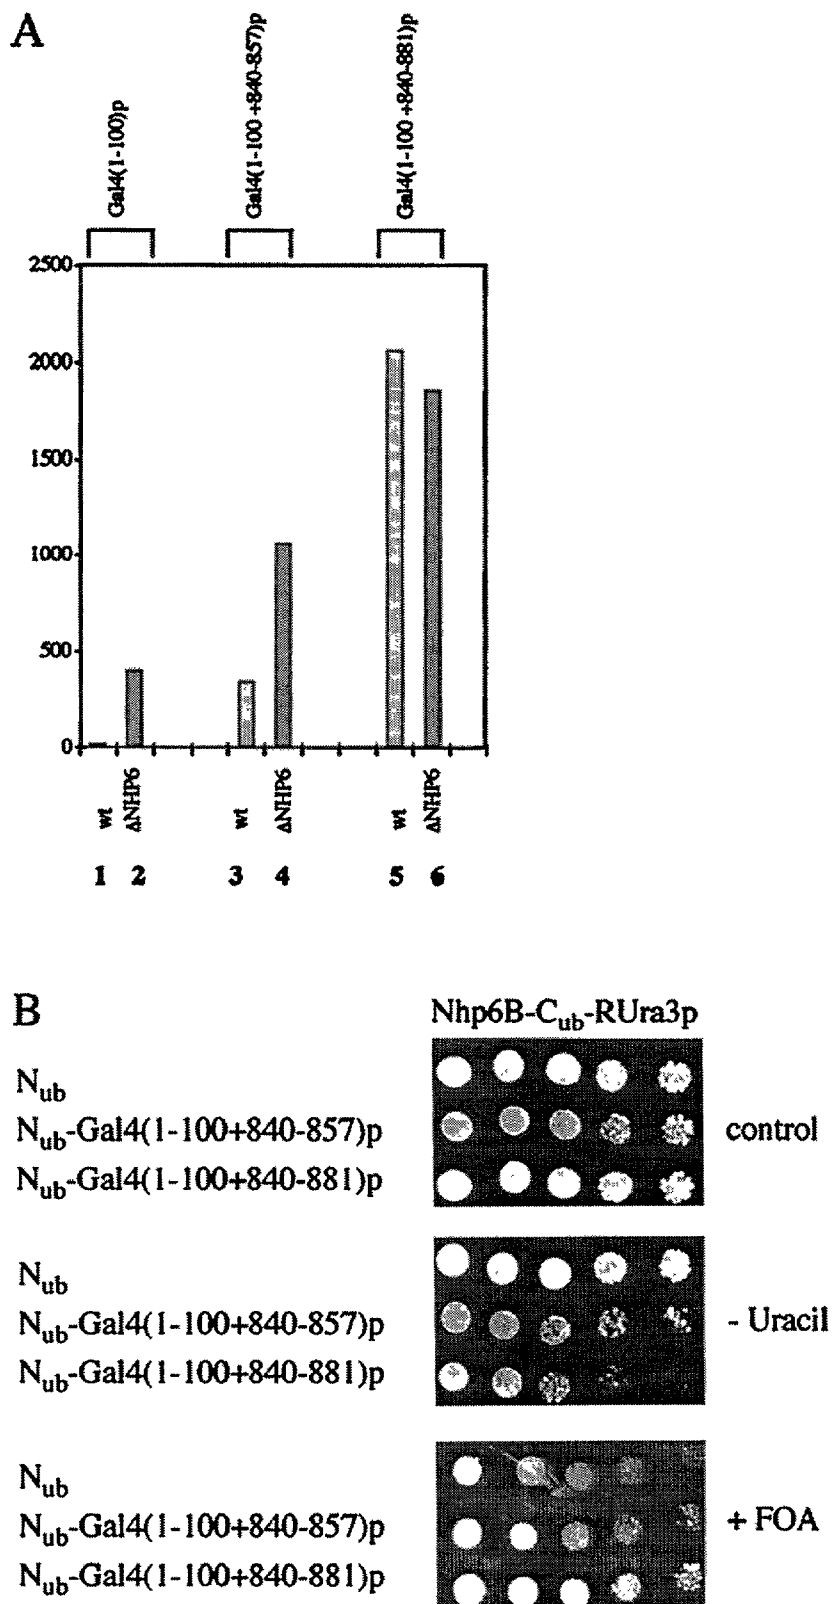 A
Gal4(1-100)p
Gal4(1-100 +840-857)p
Gal4(1-100 +840-881)p
2500
2000
1500
1000
500
0
wt
ΔNHP6
wt
ΔNHP6
wt
ΔNHP6
1 2 3 4 5 6
B
Nhp6B-Cub-RUra3p
Nub
Nub-Gal4(1-100+840-857)p
Nub-Gal4(1-100+840-881)p
control
Nub
Nub-Gal4(1-100+840-857)p
Nub-Gal4(1-100+840-881)p
- Uracil
Nub
Nub-Gal4(1-100+840-857)p
Nub-Gal4(1-100+840-881)p
+ FOA